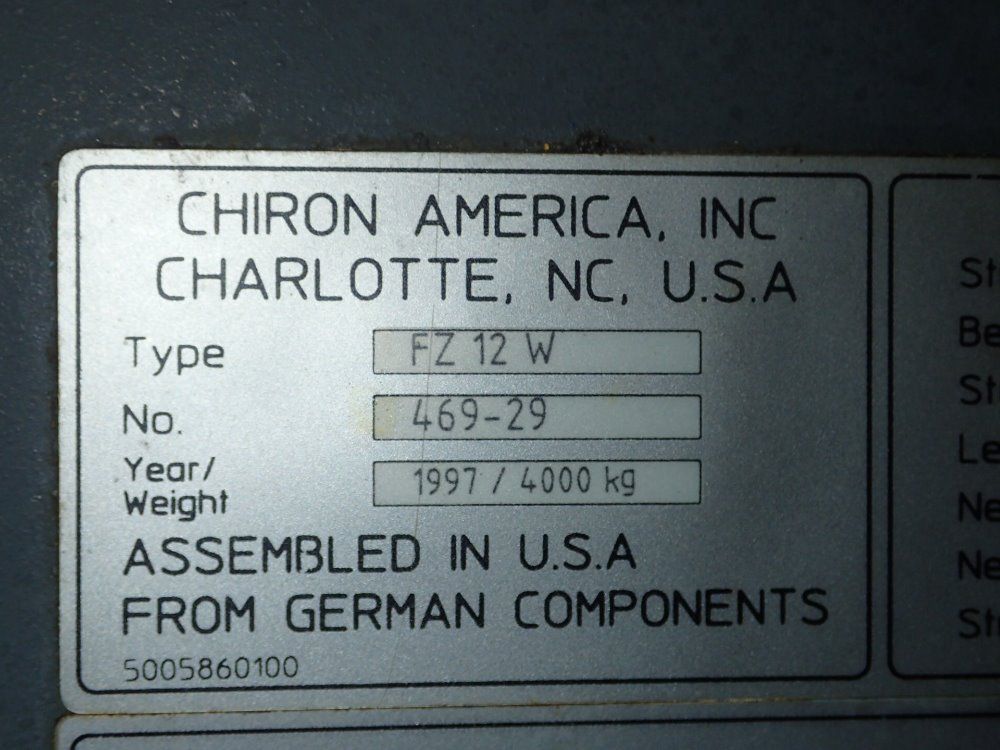 CHIRON AMERICA, INC
CHARLOTTE, NC, U.S.A
Type FZ 12 W
No. 469-29
Year/
Weight 1997 / 4000 kg
ASSEMBLED IN U.S.A
FROM GERMAN COMPONENTS
5005860100